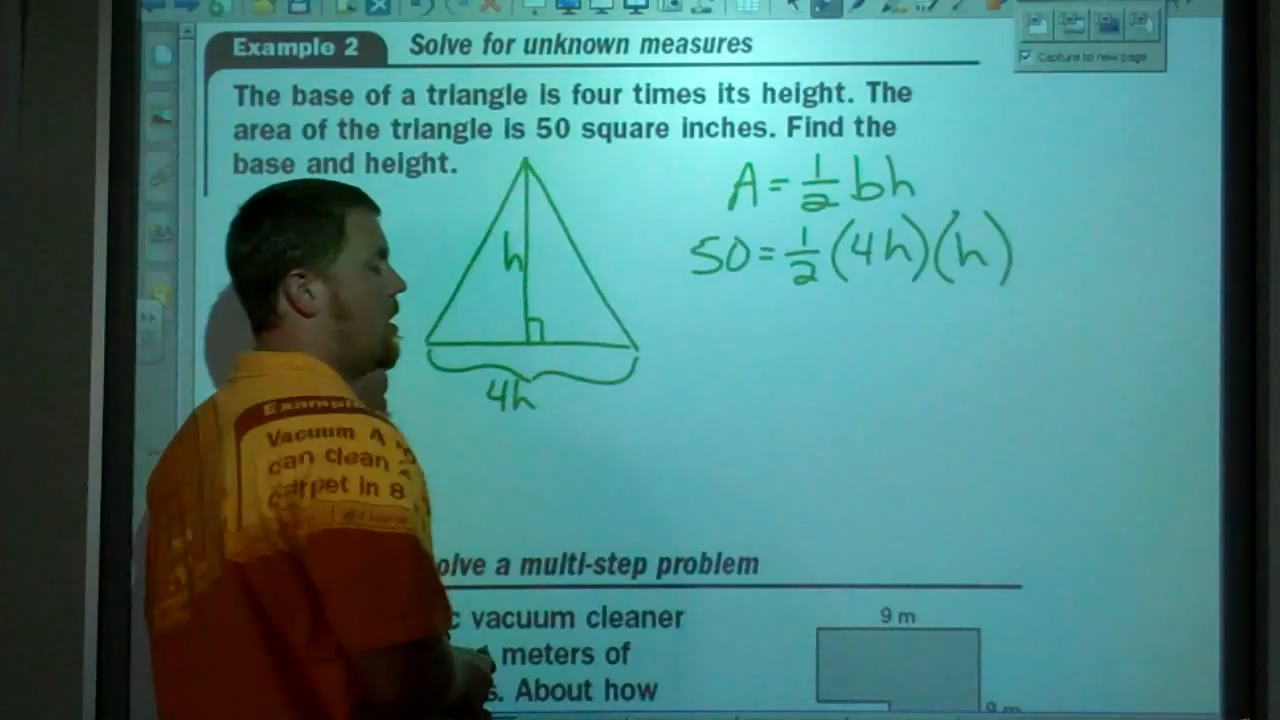 Example 2 Solve for unknown measures
Capture to new page
The base of a triangle is four times its height. The
area of the triangle is 50 square inches. Find the
base and height.
A = 1/2 bh
50 = 1/2 (4h)(h)
h
4h
Example
Vacuum A
can clean
carpet in 8
olve a multi-step problem
c vacuum cleaner
meters of
s. About how
9 m
9 m